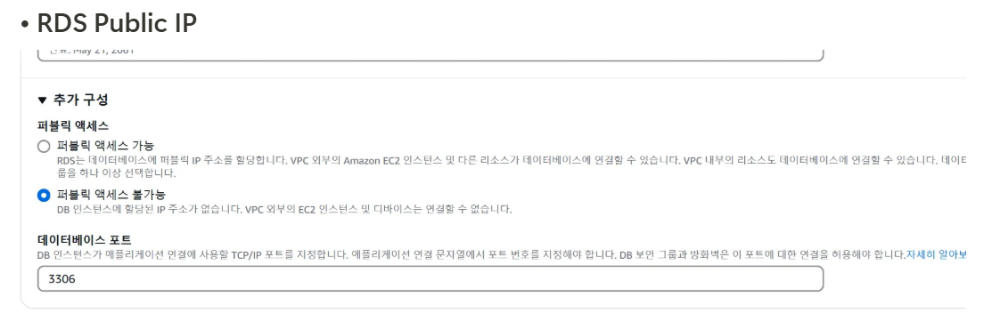 • RDS Public IP
만료: May 21, 2061
▼ 추가 구성
퍼블릭 액세스
퍼블릭 액세스 가능
RDS는 데이터베이스에 퍼블릭 IP 주소를 할당합니다. VPC 외부의 Amazon EC2 인스턴스 및 다른 리소스가 데이터베이스에 연결할 수 있습니다. VPC 내부의 리소스도 데이터베이스에 연결할 수 있습니다. 데이터
룹을 하나 이상 선택합니다.
퍼블릭 액세스 불가능
DB 인스턴스에 할당된 IP 주소가 없습니다. VPC 외부의 EC2 인스턴스 및 디바이스는 연결할 수 없습니다.
데이터베이스 포트
DB 인스턴스가 애플리케이션 연결에 사용할 TCP/IP 포트를 지정합니다. 애플리케이션 연결 문자열에서 포트 번호를 지정해야 합니다. DB 보안 그룹과 방화벽은 이 포트에 대한 연결을 허용해야 합니다.자세히 알아보
3306